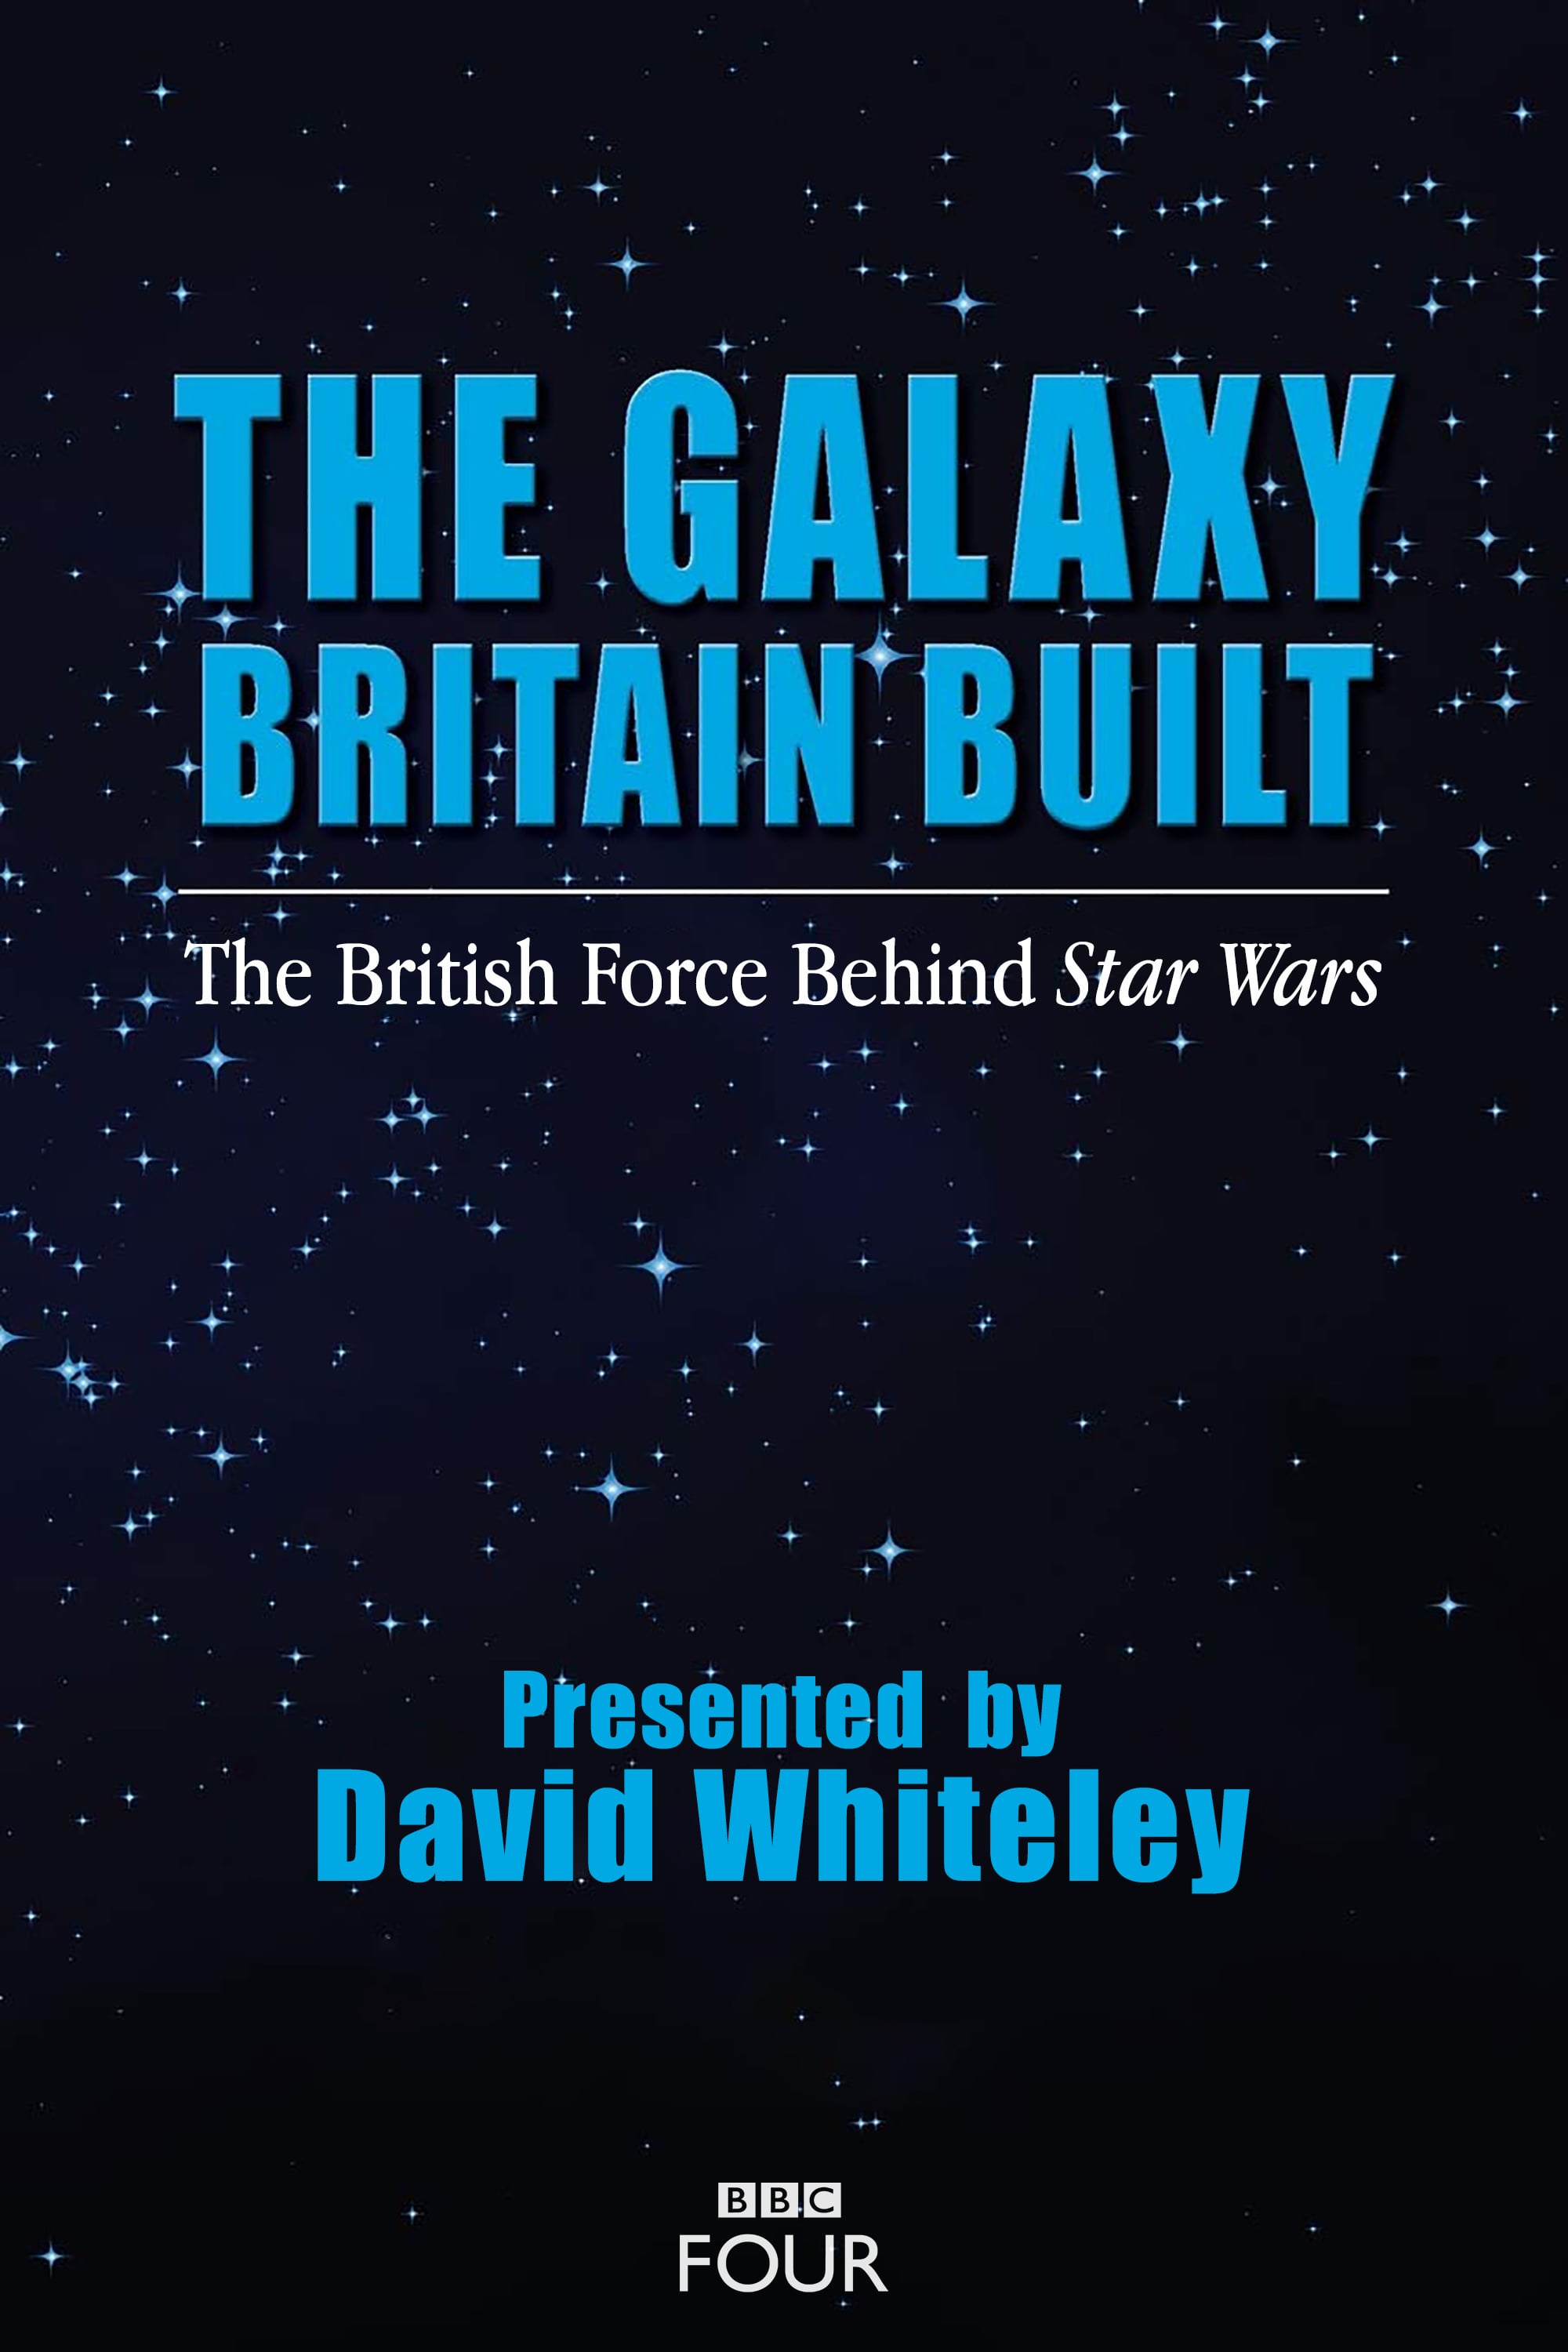 THE GALAXY
BRITAIN BUILT
The British Force Behind Star Wars
Presented by
David Whiteley
BBC
FOUR